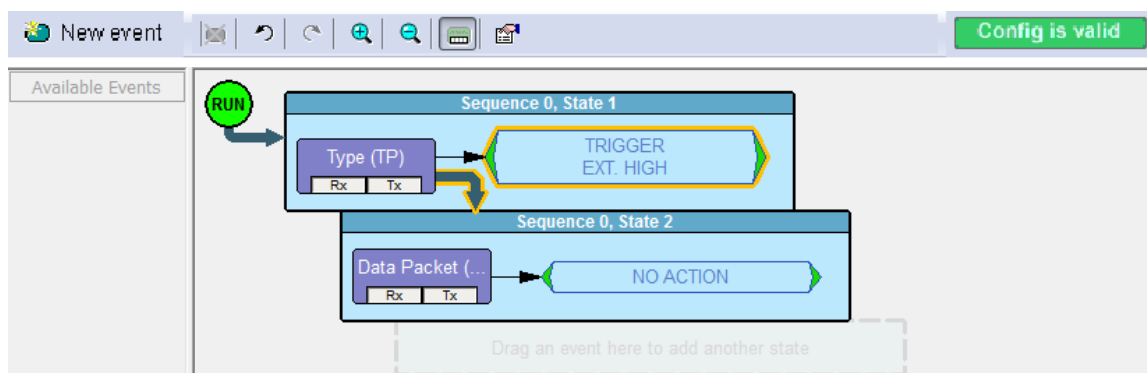 New event
Config is valid
Available Events
RUN
Sequence 0, State 1
Type (TP)
Rx Tx
TRIGGER
EXT. HIGH
Sequence 0, State 2
Data Packet (...
Rx Tx
NO ACTION
Drag an event here to add another state